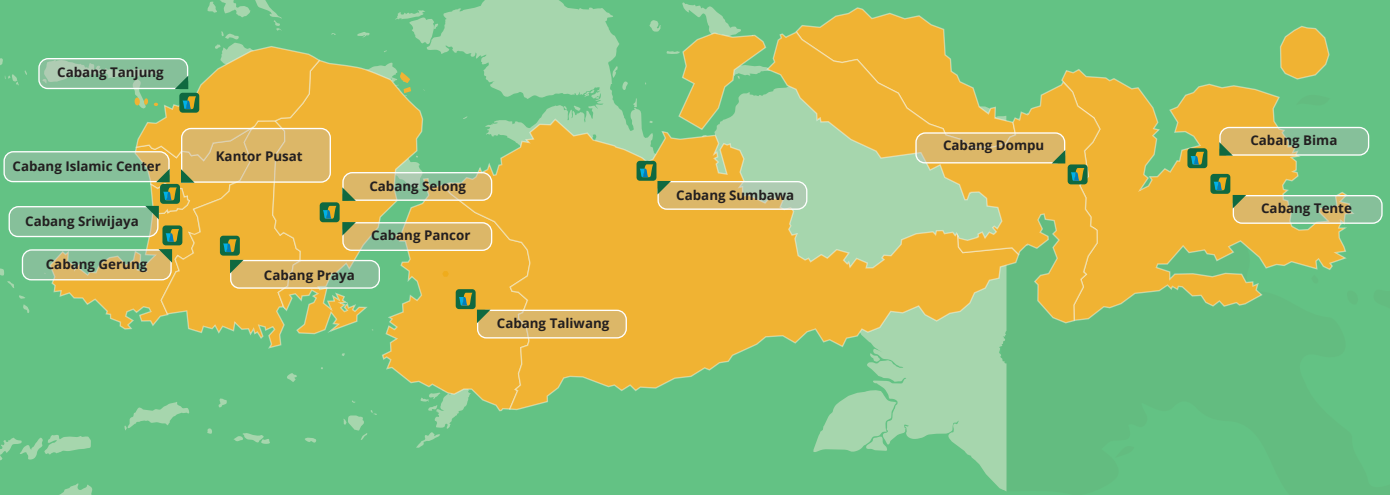 Cabang Tanjung
Cabang Islamic Center
Kantor Pusat
Cabang Sriwijaya
Cabang Gerung
Cabang Praya
Cabang Selong
Cabang Pancor
Cabang Taliwang
Cabang Sumbawa
Cabang Dompu
Cabang Bima
Cabang Tente